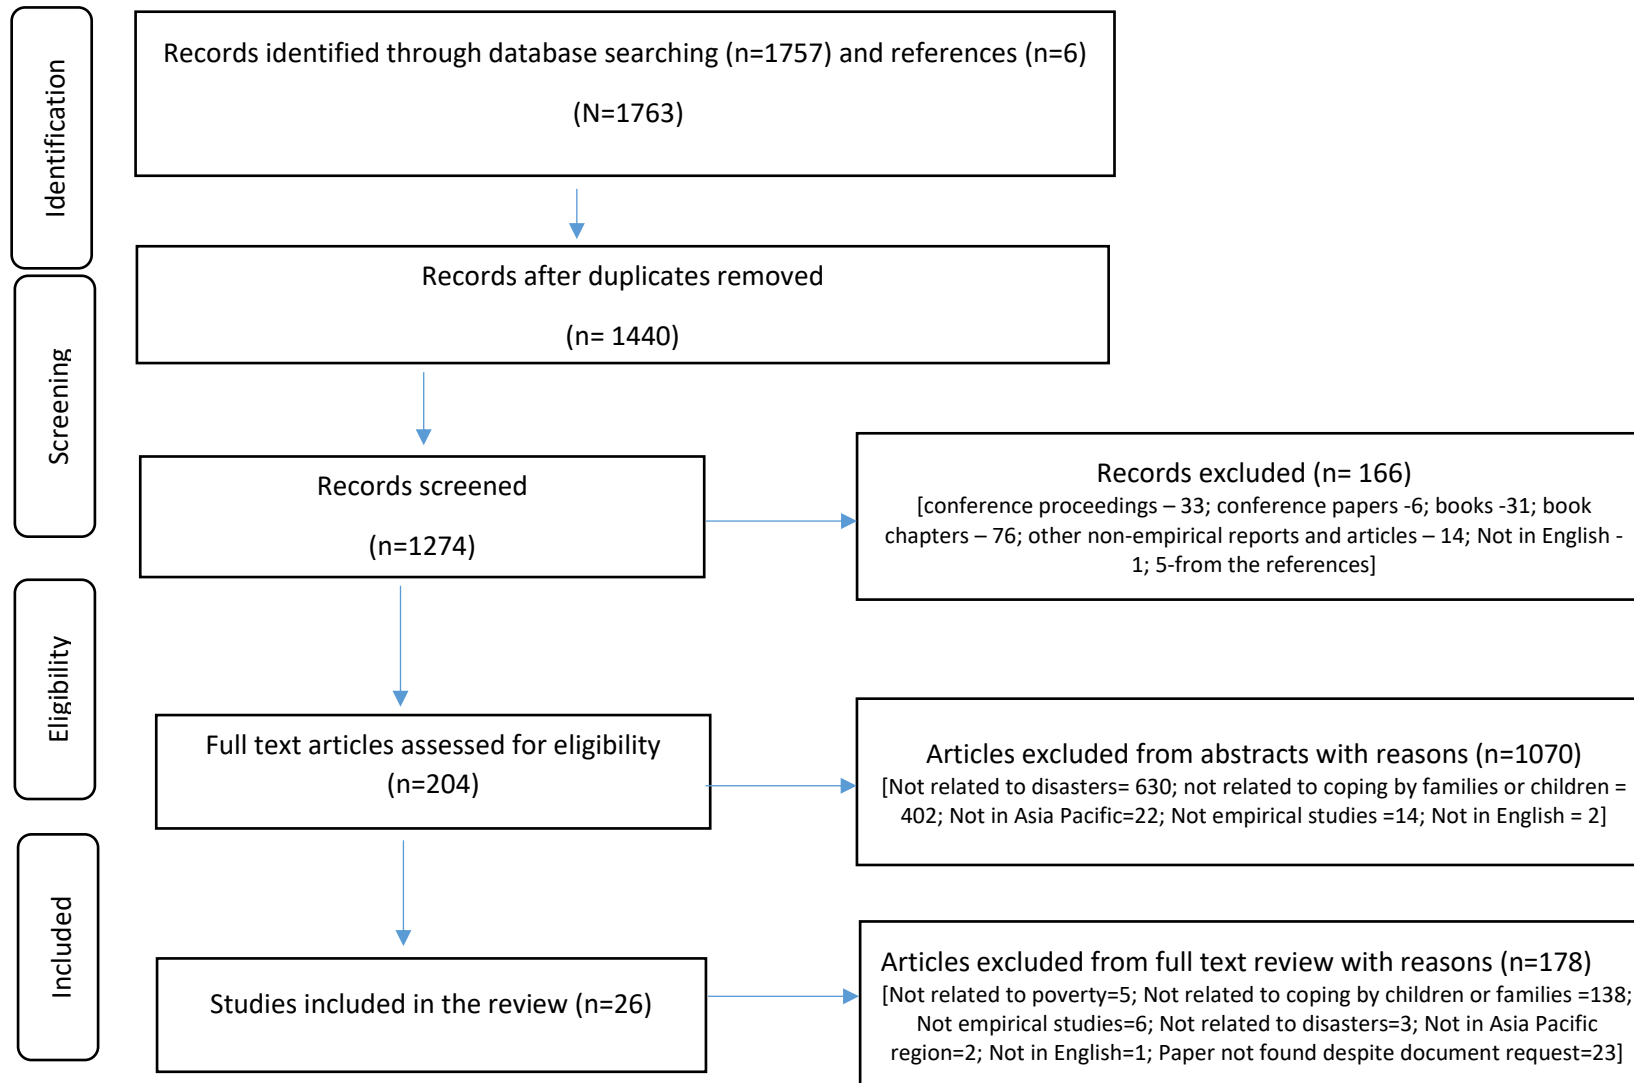 Identification
Records identified through database searching (n=1757) and references (n=6)
(N=1763)
Records after duplicates removed
(n= 1440)
Screening
Records screened
(n=1274)
Records excluded (n= 166)
[conference proceedings – 33; conference papers -6; books -31; book
chapters – 76; other non-empirical reports and articles – 14; Not in English -
1; 5-from the references]
Eligibility
Full text articles assessed for eligibility
(n=204)
Articles excluded from abstracts with reasons (n=1070)
[Not related to disasters= 630; not related to coping by families or children =
402; Not in Asia Pacific=22; Not empirical studies =14; Not in English = 2]
Included
Studies included in the review (n=26)
Articles excluded from full text review with reasons (n=178)
[Not related to poverty=5; Not related to coping by children or families =138;
Not empirical studies=6; Not related to disasters=3; Not in Asia Pacific
region=2; Not in English=1; Paper not found despite document request=23]